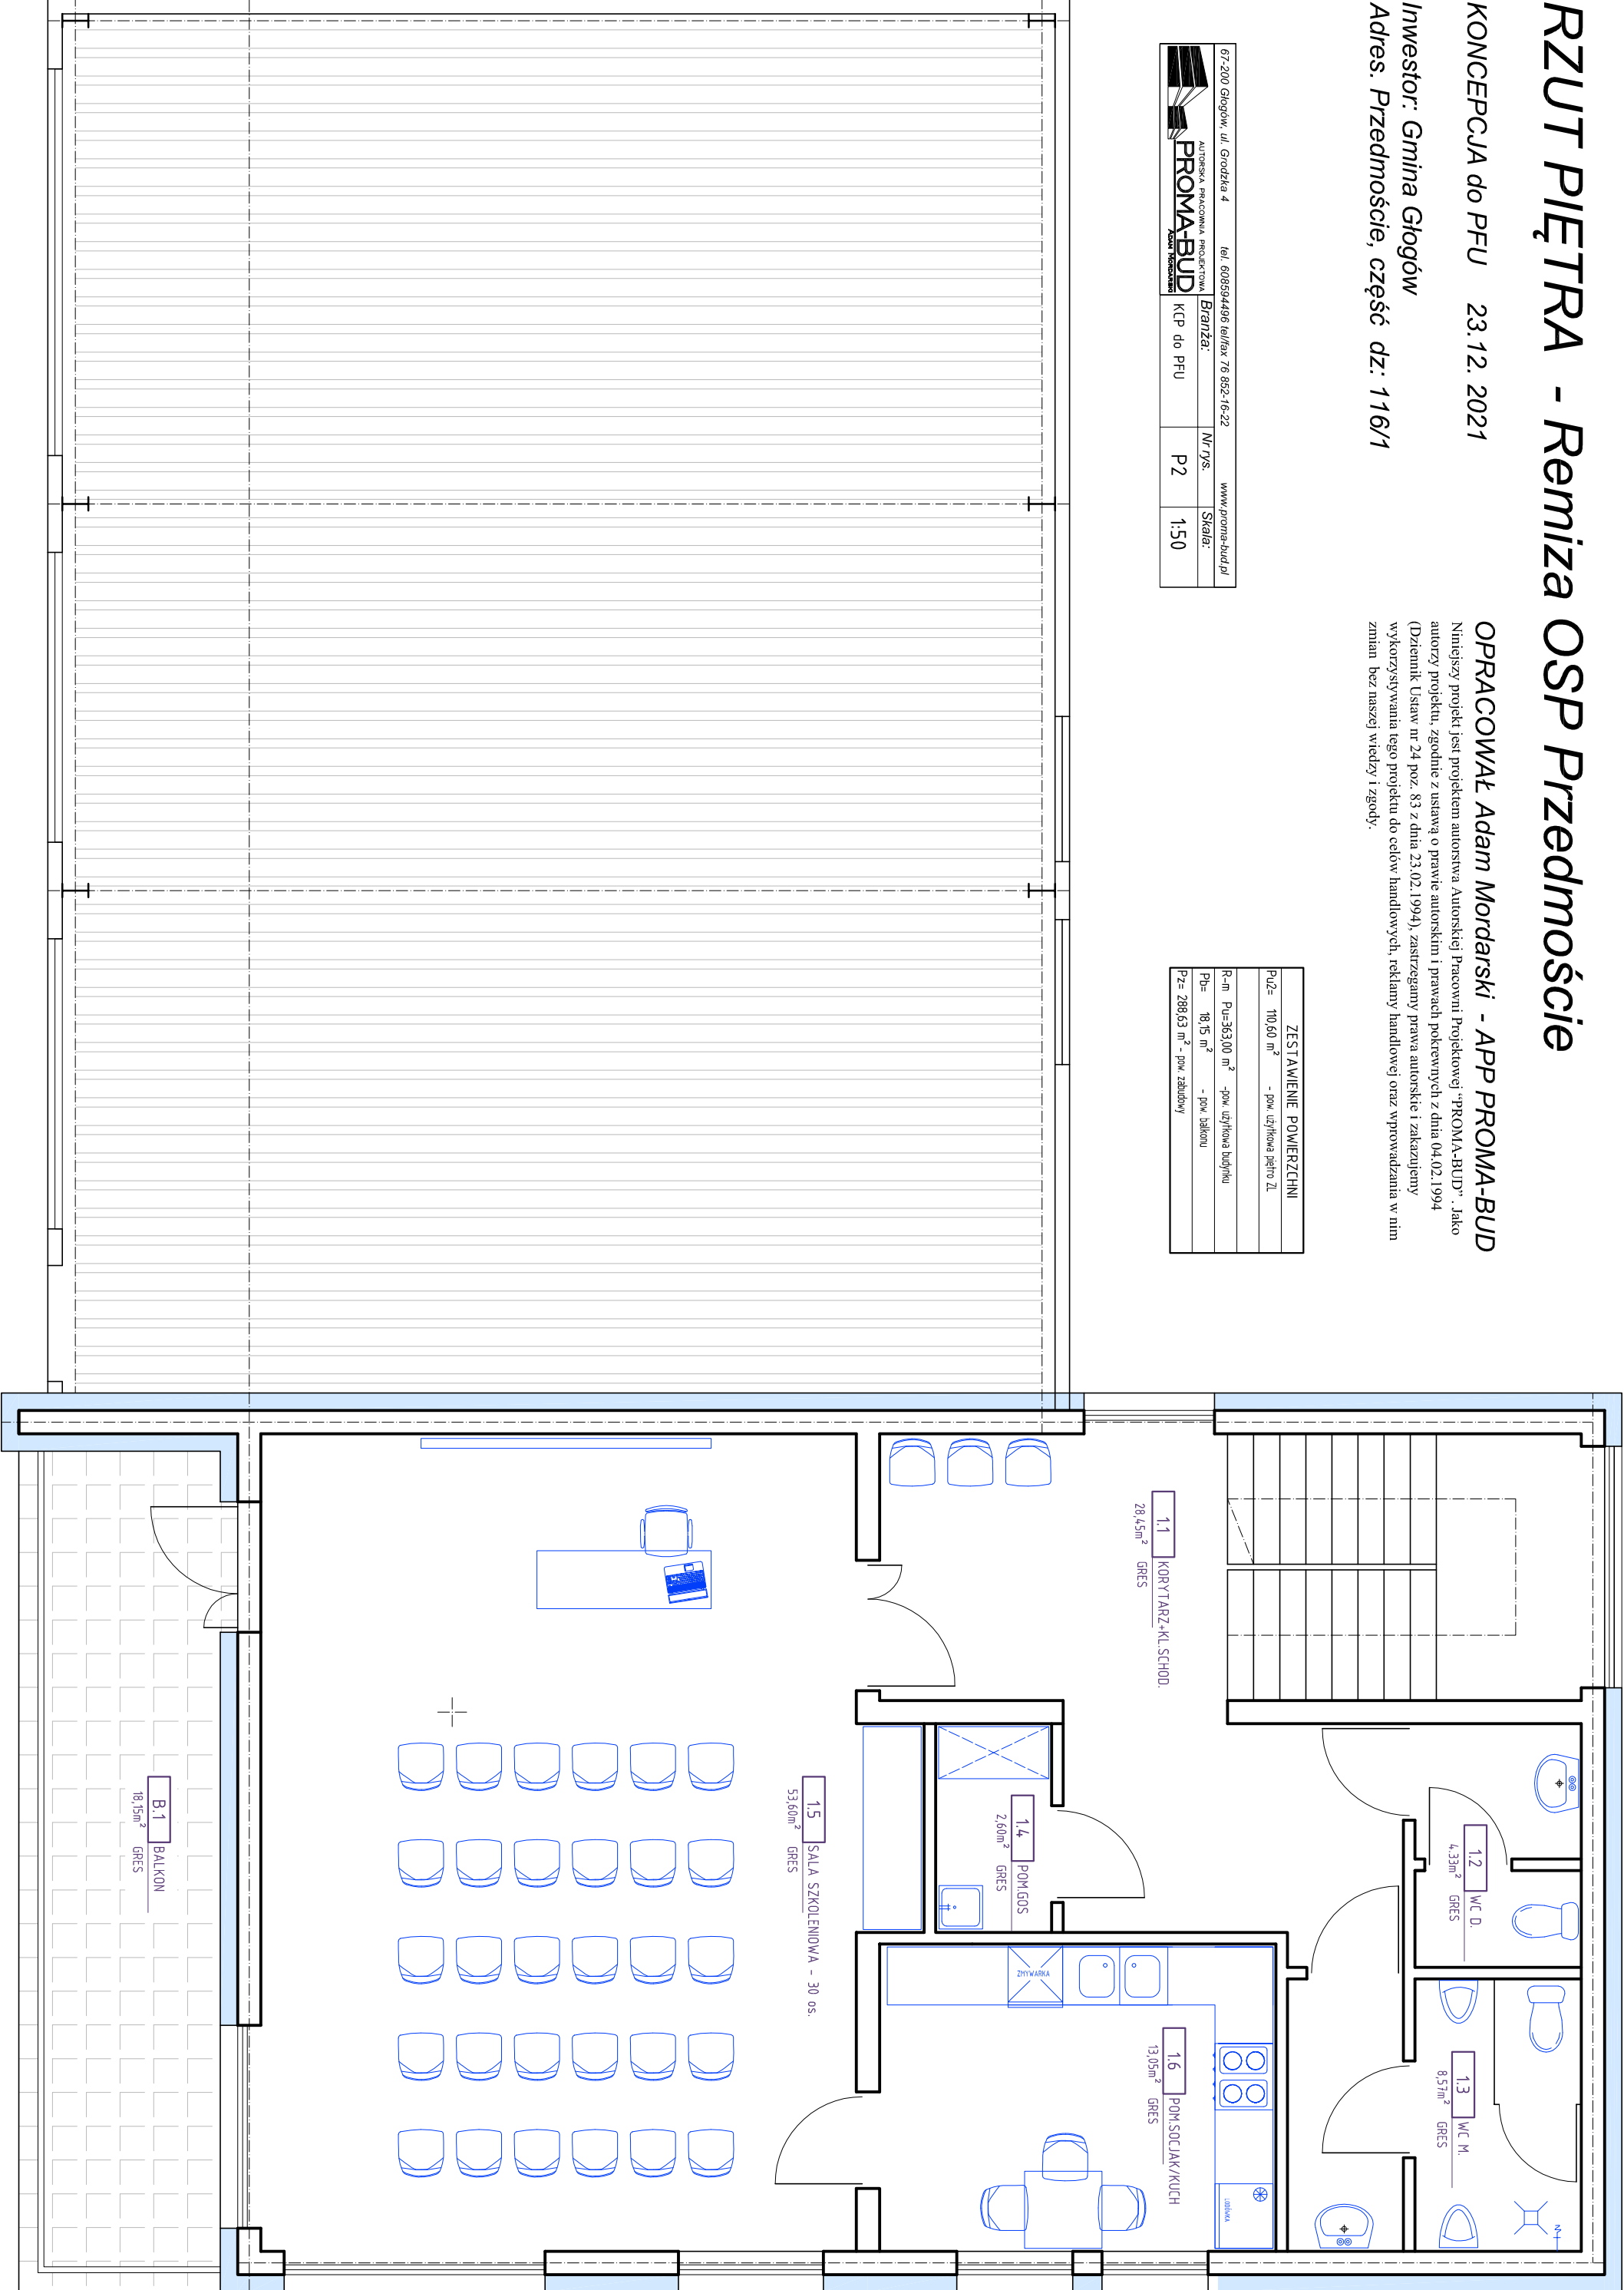 RZUT PIĘTRA - Remiza OSP Przedmoście
KONCEPCJA do PFU 23.12. 2021
Inwestor: Gmina Głogów
Adres. Przedmoście, część dz: 116/1
OPRACOWAŁ Adam Mordarski - APP PROMA-BUD
Niniejszy projekt jest projektem autorstwa Autorskiej Pracowni Projektowej “PROMA-BUD” . Jako
autorzy projektu, zgodnie z ustawą o prawie autorskim i prawach pokrewnych z dnia 04.02.1994
(Dziennik Ustaw nr 24 poz. 83 z dnia 23.02.1994), zastrzegamy prawa autorskie i zakazujemy
wykorzystywania tego projektu do celów handlowych, reklamy handlowej oraz wprowadzania w nim
zmian bez naszej wiedzy i zgody.
67-200 Głogów, ul. Grodzka 4 tel. 608594496 tel/fax 76 852-16-22 www.proma-bud.pl
AUTORSKA PRACOWNIA PROJEKTOWA
PROMA-BUD
ADAM MORDARSKI
Branża:
KCP do PFU
Nr rys.
P2
Skala:
1:50
ZESTAWIENIE POWIERZCHNI
Pu2= 110,60 m² - pow. użytkowa piętro ZL
R-m Pu=363,00 m² -pow. użytkowa budynku
Pb= 18,15 m² - pow. balkonu
Pz= 288,63 m² - pow. zabudowy
1.1 KORYTARZ+KL.SCHOD.
28,45m² GRES
1.2 WC D.
4.33m² GRES
1.3 WC M.
8,57m² GRES
1.4 POM.GOS
2,60m² GRES
1.5 SALA SZKOLENIOWA - 30 os.
53,60m² GRES
1.6 POM.SOCJAK/KUCH
13,05m² GRES
ZMYWARKA
LODÓWKA
B.1 BALKON
18,15m² GRES